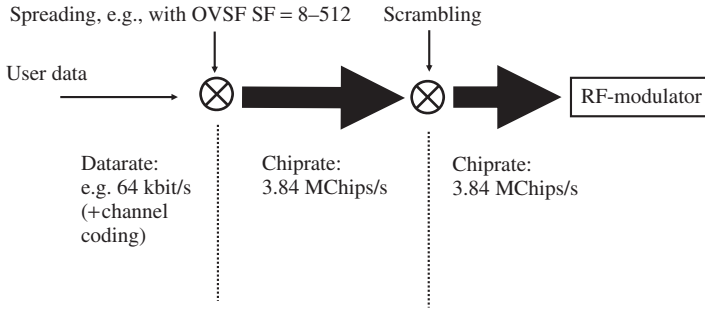 Spreading, e.g., with OVSF SF = 8–512
Scrambling
User data
RF-modulator
Datarate:
e.g. 64 kbit/s
(+channel
coding)
Chiprate:
3.84 MChips/s
Chiprate:
3.84 MChips/s